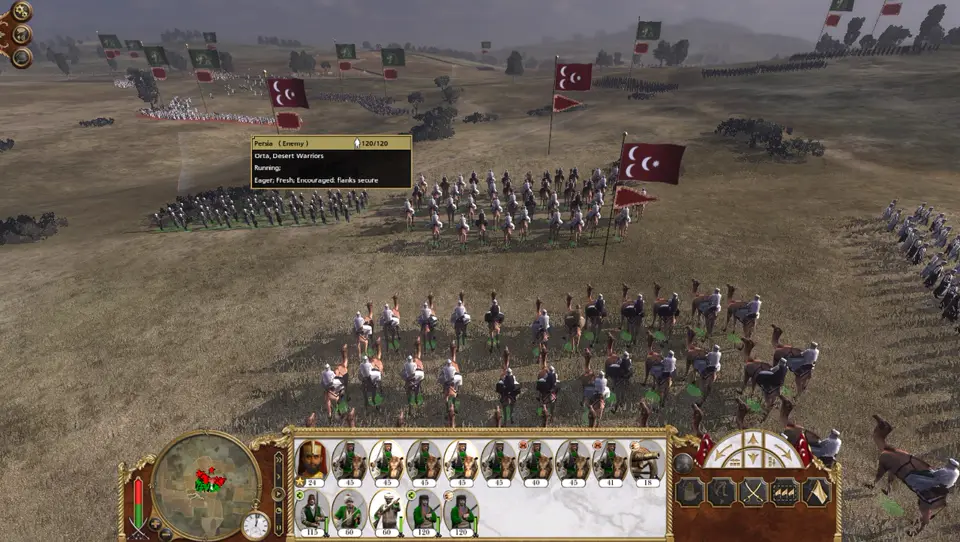 Persia ( Enemy ) 120/120
Orta, Desert Warriors
Running;
Eager; Fresh; Encouraged; flanks secure
24 45 45 45 45 45 40 45 41 18
115 60 60 120 120